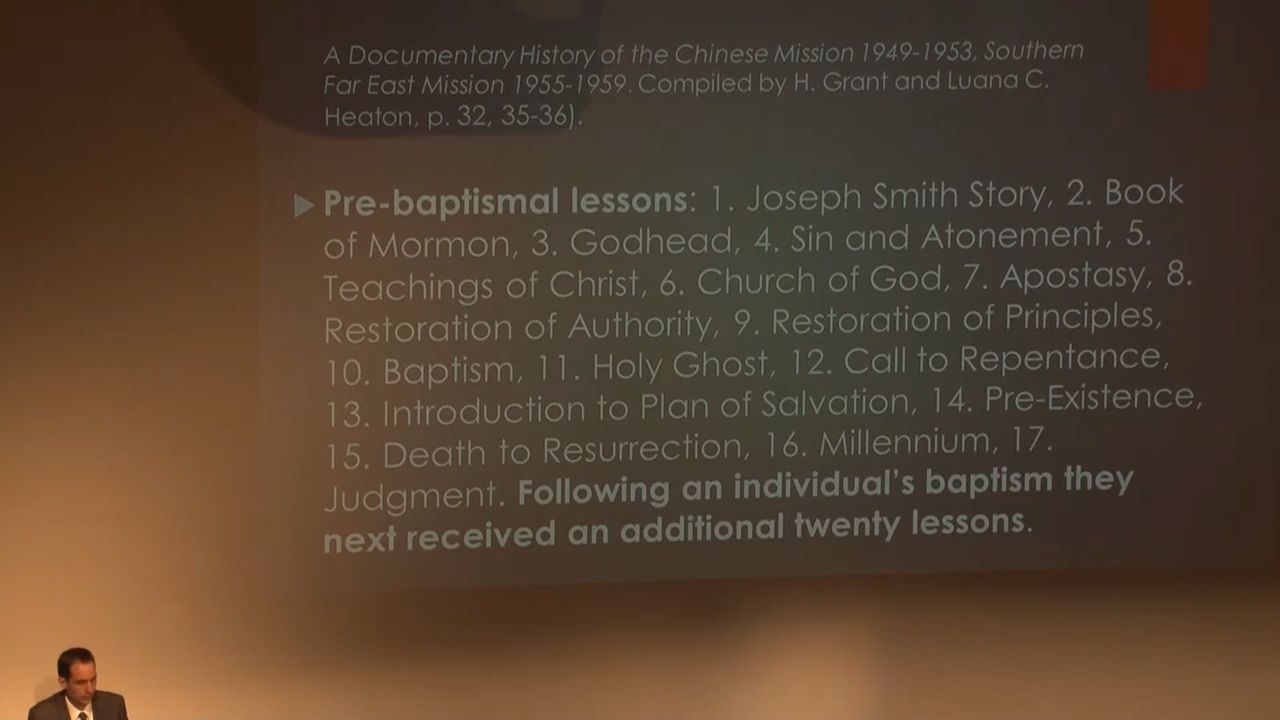 A Documentary History of the Chinese Mission 1949-1953, Southern
Far East Mission 1955-1959. Compiled by H. Grant and Luana C.
Heaton, p. 32, 35-36).
Pre-baptismal lessons: 1. Joseph Smith Story, 2. Book
of Mormon, 3. Godhead, 4. Sin and Atonement, 5.
Teachings of Christ, 6. Church of God, 7. Apostasy, 8.
Restoration of Authority, 9. Restoration of Principles,
10. Baptism, 11. Holy Ghost, 12. Call to Repentance,
13. Introduction to Plan of Salvation, 14. Pre-Existence,
15. Death to Resurrection, 16. Millennium, 17.
Judgment. Following an individual's baptism they
next received an additional twenty lessons.